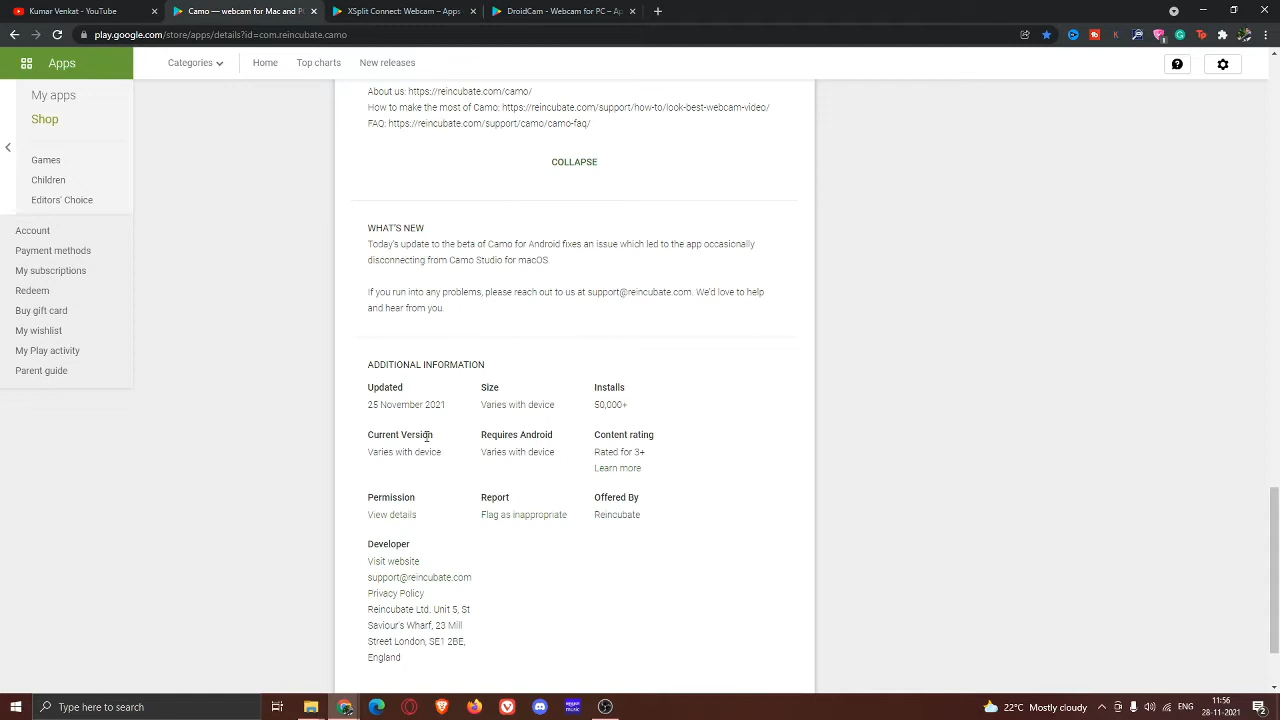 Kumar Venkat - YouTube
Camo — webcam for Mac and PC
XSplit Connect: Webcam - Apps
DroidCam - Webcam for PC – Ap
play.google.com/store/apps/details?id=com.reincubate.camo
Apps
Categories
Home
Top charts
New releases
My apps
Shop
Games
Children
Editors' Choice
Account
Payment methods
My subscriptions
Redeem
Buy gift card
My wishlist
My Play activity
Parent guide
About us: https://reincubate.com/camo/
How to make the most of Camo: https://reincubate.com/support/how-to/look-best-webcam-video/
FAQ: https://reincubate.com/support/camo/camo-faq/
COLLAPSE
WHAT'S NEW
Today's update to the beta of Camo for Android fixes an issue which led to the app occasionally
disconnecting from Camo Studio for macOS
If you run into any problems, please reach out to us at support@reincubate.com. We'd love to help
and hear from you.
ADDITIONAL INFORMATION
Updated
25 November 2021
Size
Varies with device
Installs
50,000+
Current Version
Varies with device
Requires Android
Varies with device
Content rating
Rated for 3+
Learn more
Permission
View details
Report
Flag as inappropriate
Offered By
Reincubate
Developer
Visit website
support@reincubate.com
Privacy Policy
Reincubate Ltd. Unit 5, St
Saviour's Wharf, 23 Mill
Street London, SE1 2BE,
England
Type here to search
22°C Mostly cloudy
ENG
11:56
28-11-2021